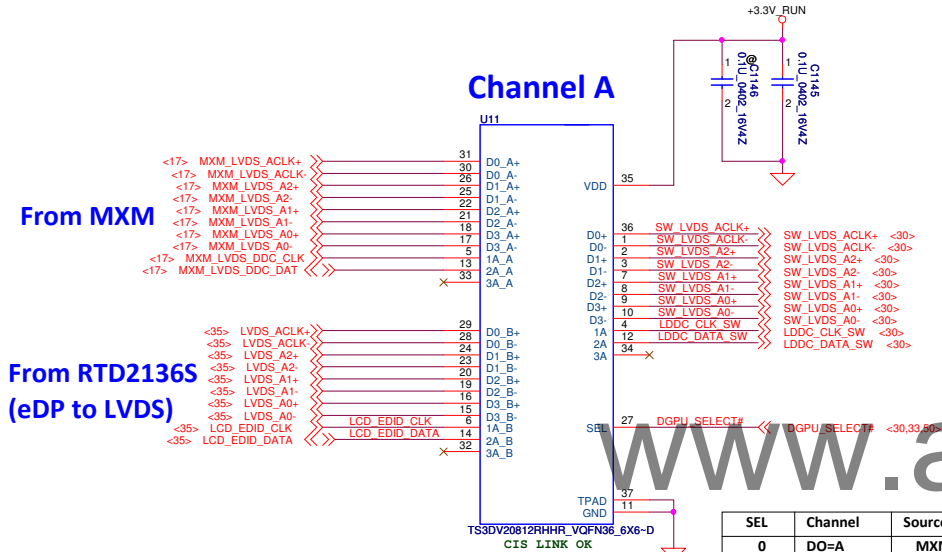 +3.3V_RUN
Channel A
@C1146
0.1U_0402_16V4Z
1
2
C1145
0.1U_0402_16V4Z
1
2
U11
From MXM
<17> MXM_LVDS_ACLK+ 31 D0_A+
<17> MXM_LVDS_ACLK- 30 D0_A-
<17> MXM_LVDS_A2+ 26 D1_A+
<17> MXM_LVDS_A2- 25 D1_A-
<17> MXM_LVDS_A1+ 22 D2_A+
<17> MXM_LVDS_A1- 21 D2_A-
<17> MXM_LVDS_A0+ 18 D3_A+
<17> MXM_LVDS_A0- 17 D3_A-
<17> MXM_LVDS_DDC_CLK 5 1A_A
<17> MXM_LVDS_DDC_DAT 13 2A_A
33 3A_A
From RTD2136S
(eDP to LVDS)
<35> LVDS_ACLK+ 29 D0_B+
<35> LVDS_ACLK- 28 D0_B-
<35> LVDS_A2+ 24 D1_B+
<35> LVDS_A2- 23 D1_B-
<35> LVDS_A1+ 20 D2_B+
<35> LVDS_A1- 19 D2_B-
<35> LVDS_A0+ 16 D3_B+
<35> LVDS_A0- 15 D3_B-
<35> LCD_EDID_CLK LCD_EDID_CLK 6 1A_B
<35> LCD_EDID_DATA LCD_EDID_DATA 14 2A_B
32 3A_B
VDD 35
D0+ 36 SW_LVDS_ACLK+ SW_LVDS_ACLK+ <30>
D0- 1 SW_LVDS_ACLK- SW_LVDS_ACLK- <30>
D1+ 2 SW_LVDS_A2+ SW_LVDS_A2+ <30>
D1- 3 SW_LVDS_A2- SW_LVDS_A2- <30>
D2+ 7 SW_LVDS_A1+ SW_LVDS_A1+ <30>
D2- 8 SW_LVDS_A1- SW_LVDS_A1- <30>
D3+ 9 SW_LVDS_A0+ SW_LVDS_A0+ <30>
D3- 10 SW_LVDS_A0- SW_LVDS_A0- <30>
1A 4 LDDC_CLK_SW LDDC_CLK_SW <30>
2A 12 LDDC_DATA_SW LDDC_DATA_SW <30>
3A 34
SEL 27 DGPU_SELECT# DGPU_SELECT# <30,33,50>
www.a
TPAD 37
GND 11
TS3DV20812RHHR_VQFN36_6X6~D
CIS LINK OK
SEL Channel Source
0 DO=A MXM